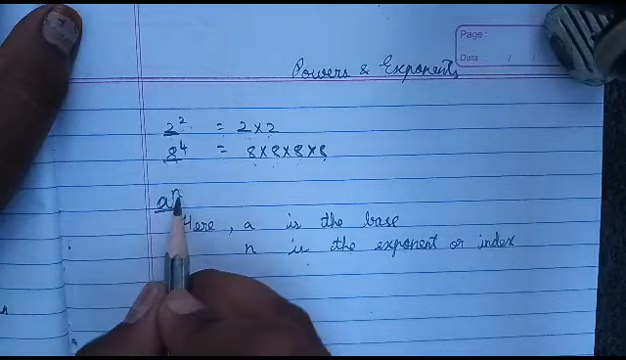 Page:
Date: / /
Powers & Exponents
2² = 2×2
8⁴ = 8×8×8×8
aⁿ
Here, a is the base
n is the exponent or index